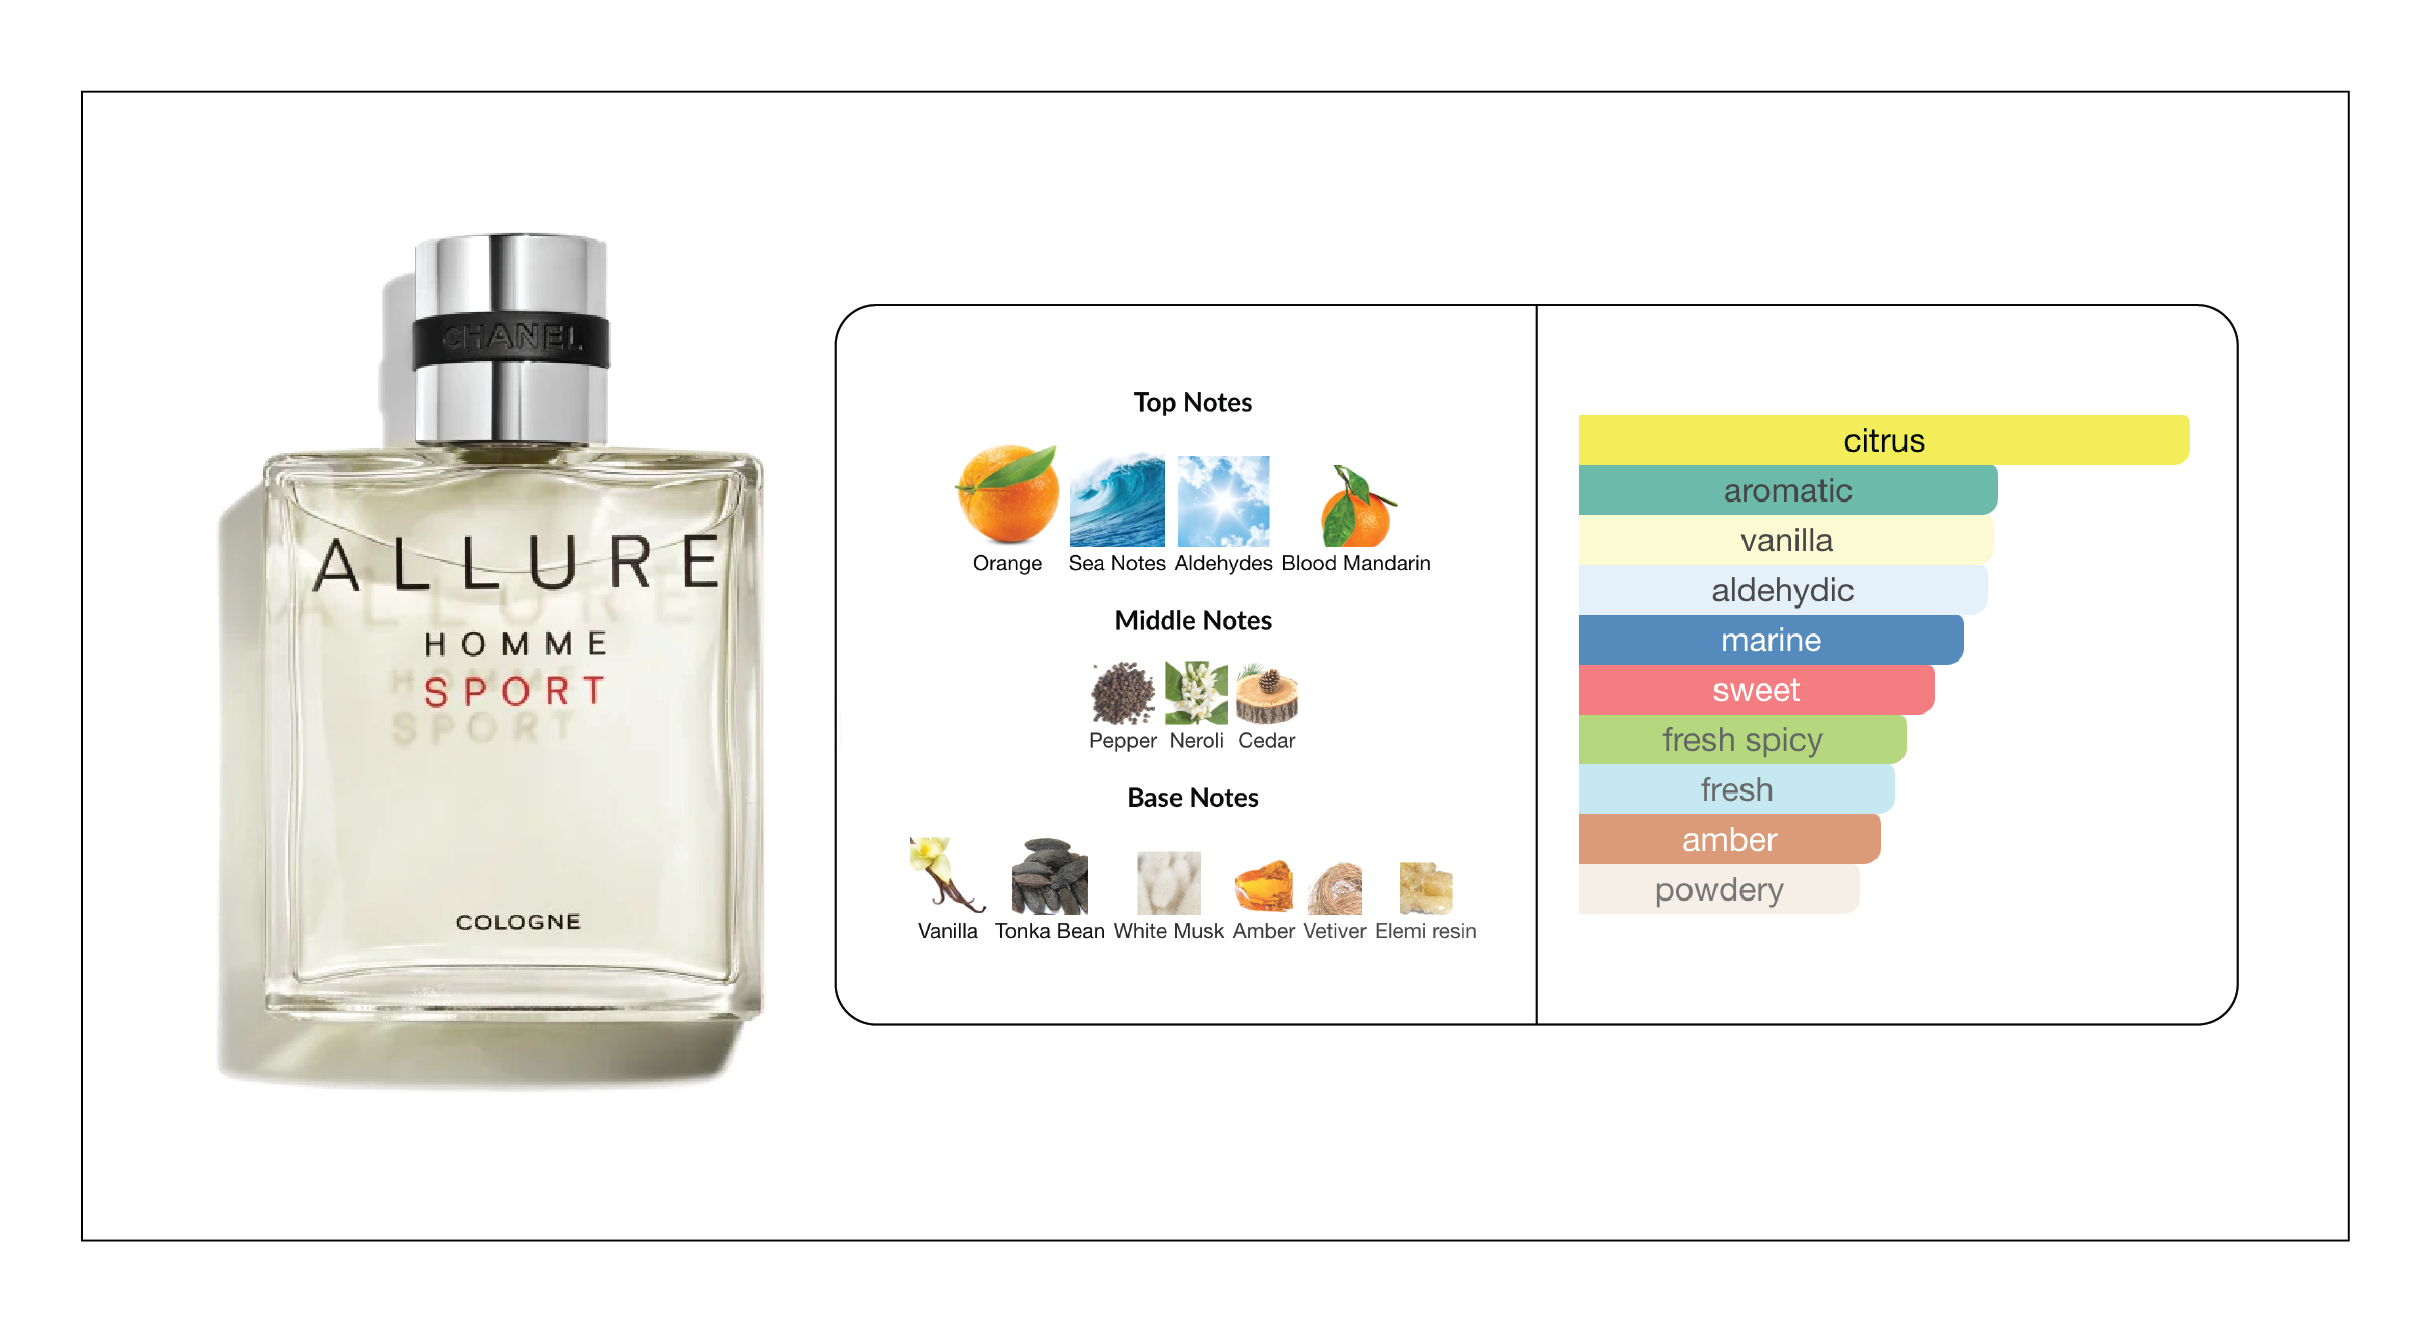 CHANEL
ALLURE
HOMME
SPORT
COLOGNE
Top Notes
Orange Sea Notes Aldehydes Blood Mandarin
Middle Notes
Pepper Neroli Cedar
Base Notes
Vanilla Tonka Bean White Musk Amber Vetiver Elemi resin
citrus
aromatic
vanilla
aldehydic
marine
sweet
fresh spicy
fresh
amber
powdery